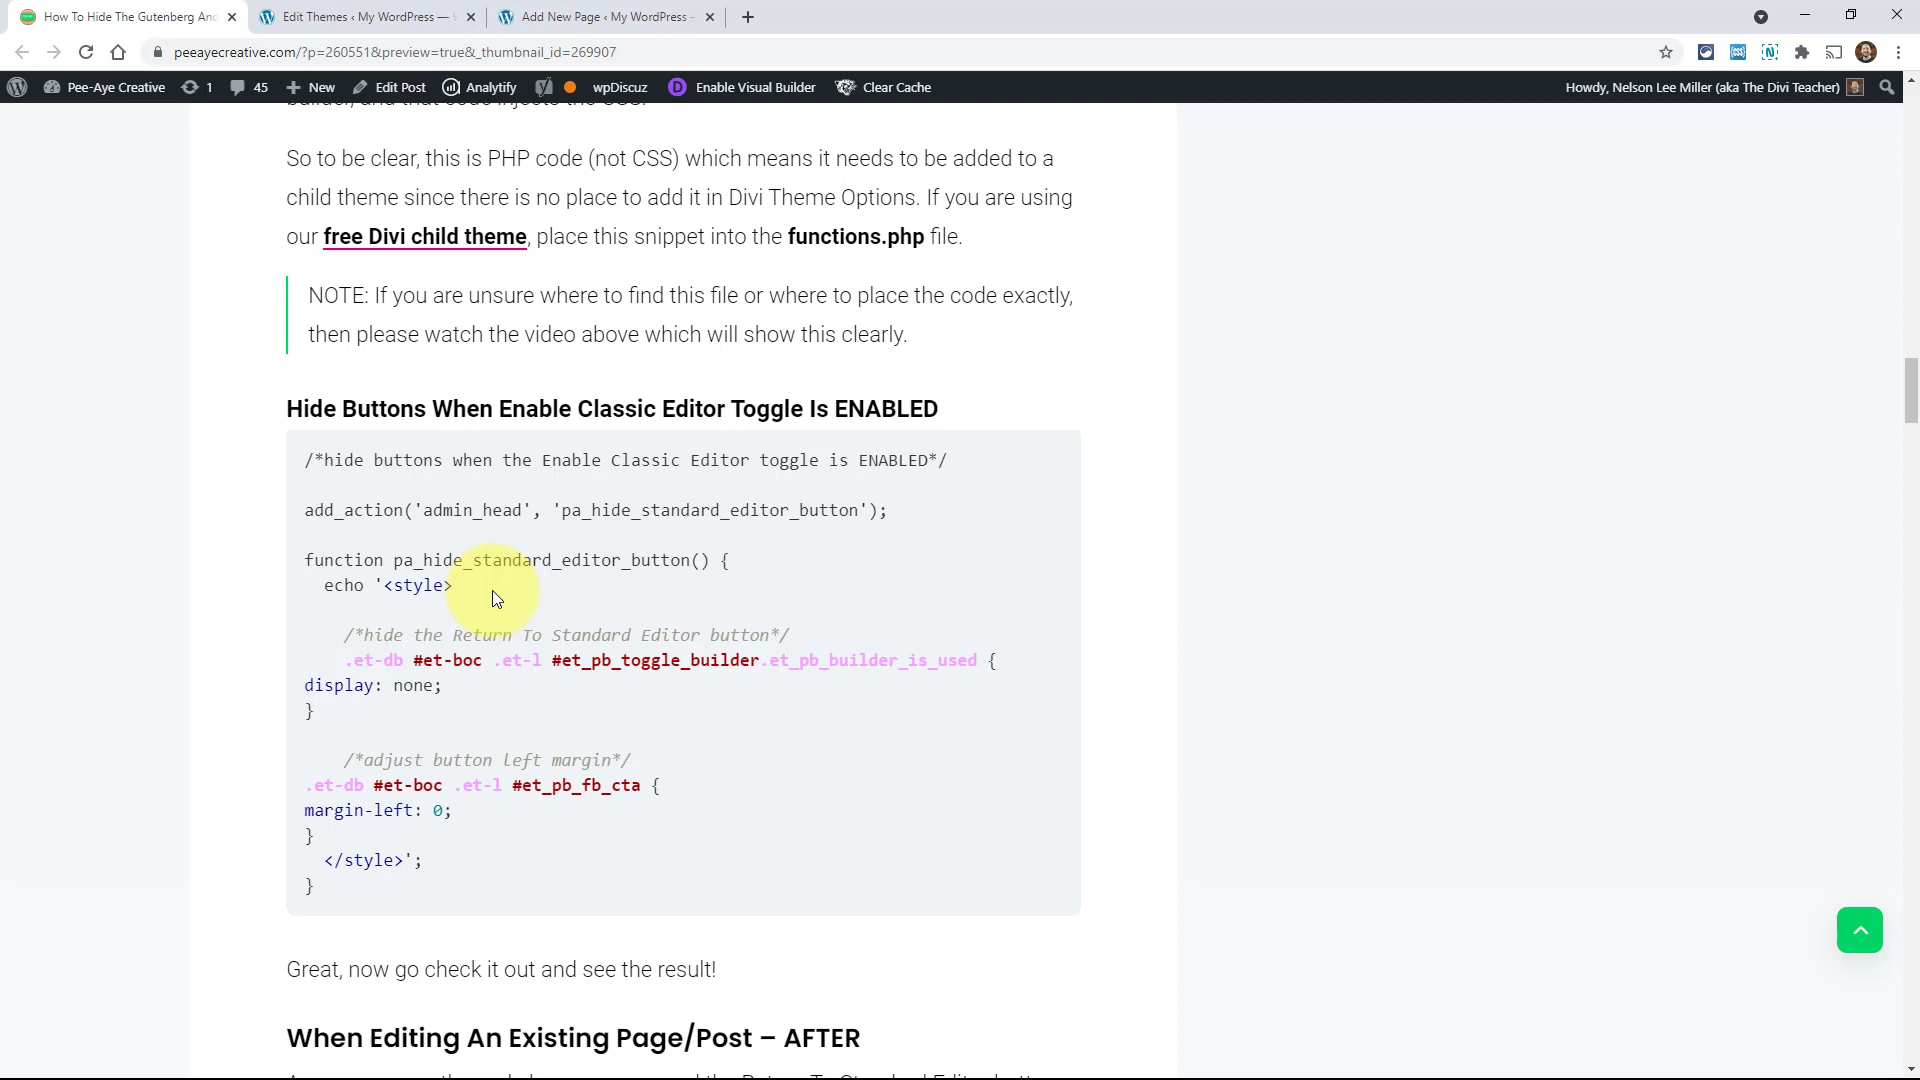 How To Hide The Gutenberg And
Edit Themes ‹ My WordPress —
Add New Page ‹ My WordPress –
peeayecreative.com/?p=260551&preview=true&_thumbnail_id=269907
Pee-Aye Creative 1 45 New Edit Post Analytify wpDiscuz Enable Visual Builder Clear Cache Howdy, Nelson Lee Miller (aka The Divi Teacher)
builder, and that code injects the CSS.
So to be clear, this is PHP code (not CSS) which means it needs to be added to a
child theme since there is no place to add it in Divi Theme Options. If you are using
our free Divi child theme, place this snippet into the functions.php file.
NOTE: If you are unsure where to find this file or where to place the code exactly,
then please watch the video above which will show this clearly.
Hide Buttons When Enable Classic Editor Toggle Is ENABLED
/*hide buttons when the Enable Classic Editor toggle is ENABLED*/
add_action('admin_head', 'pa_hide_standard_editor_button');
function pa_hide_standard_editor_button() {
echo '<style>
/*hide the Return To Standard Editor button*/
.et-db #et-boc .et-l #et_pb_toggle_builder.et_pb_builder_is_used {
display: none;
}
/*adjust button left margin*/
.et-db #et-boc .et-l #et_pb_fb_cta {
margin-left: 0;
}
</style>';
}
Great, now go check it out and see the result!
When Editing An Existing Page/Post – AFTER